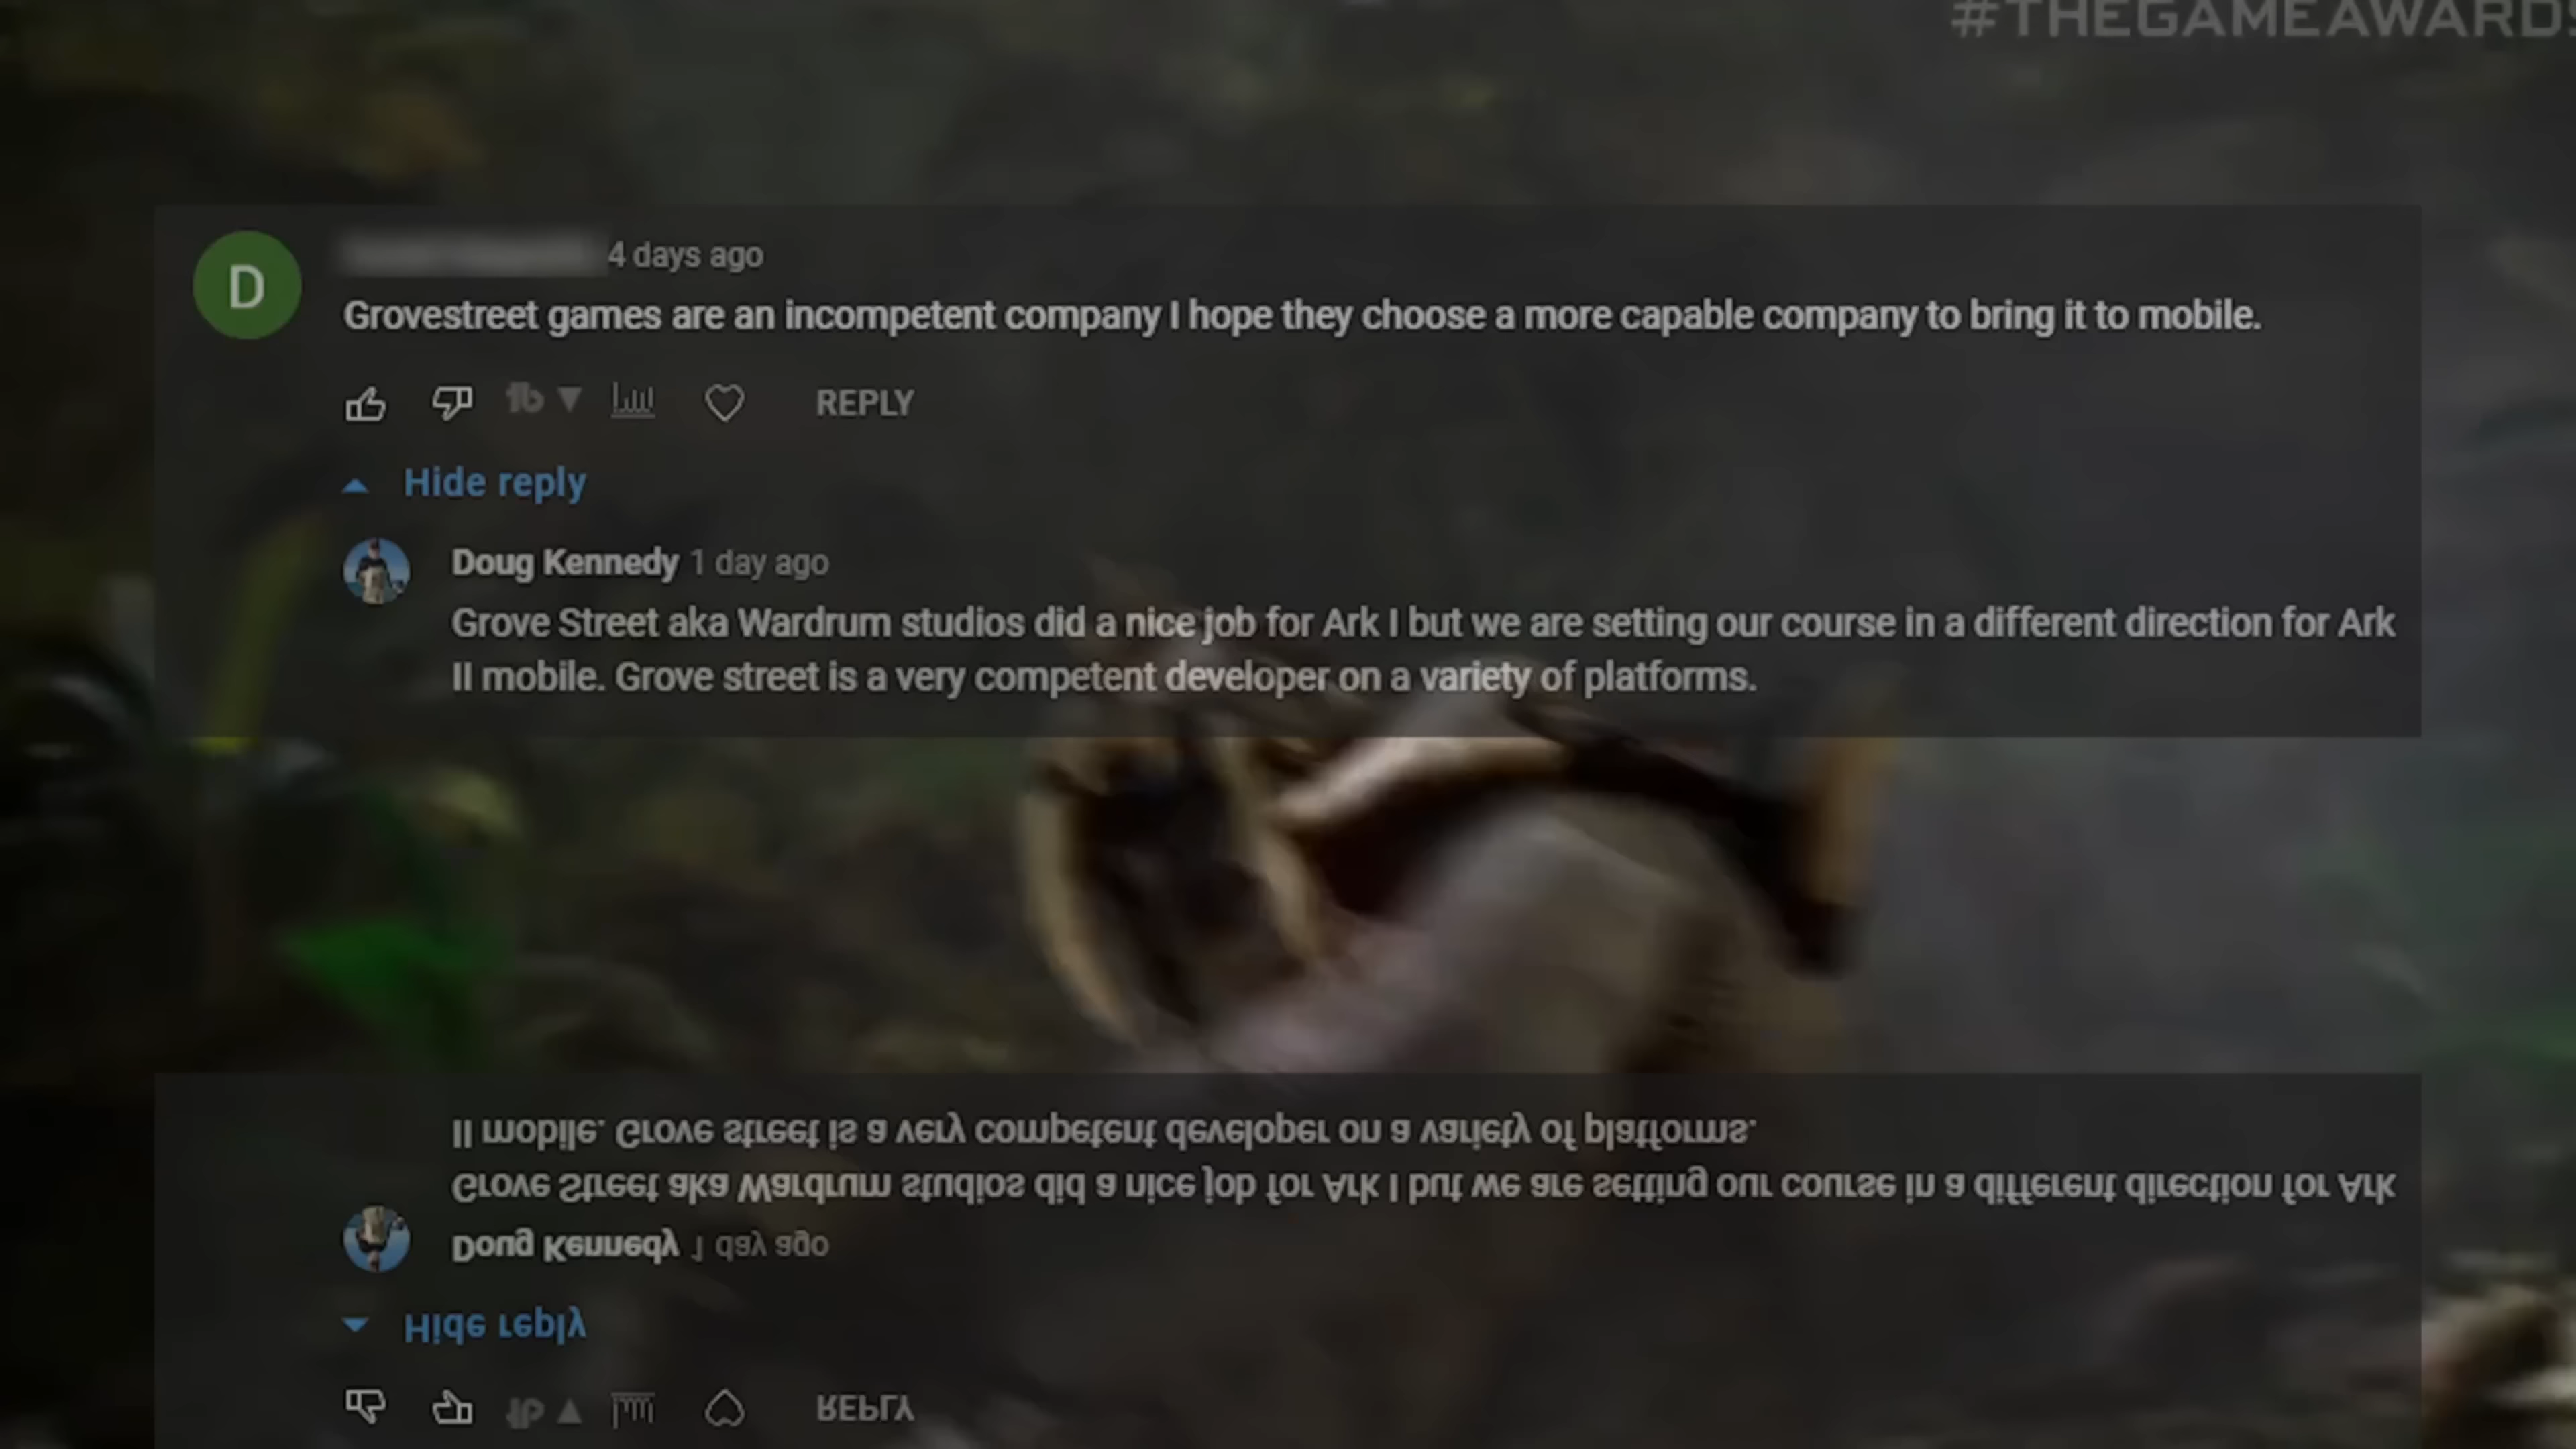 #THEGAMEAWARDS
D
4 days ago
Grovestreet games are an incompetent company I hope they choose a more capable company to bring it to mobile.
REPLY
Hide reply
Doug Kennedy 1 day ago
Grove Street aka Wardrum studios did a nice job for Ark I but we are setting our course in a different direction for Ark
II mobile. Grove street is a very competent developer on a variety of platforms.
II mobile. Grove street is a very competent developer on a variety of platforms.
Grove Street aka Wardrum studios did a nice job for Ark I but we are setting our course in a different direction for Ark
Doug Kennedy 1 day ago
Hide reply
REPLY